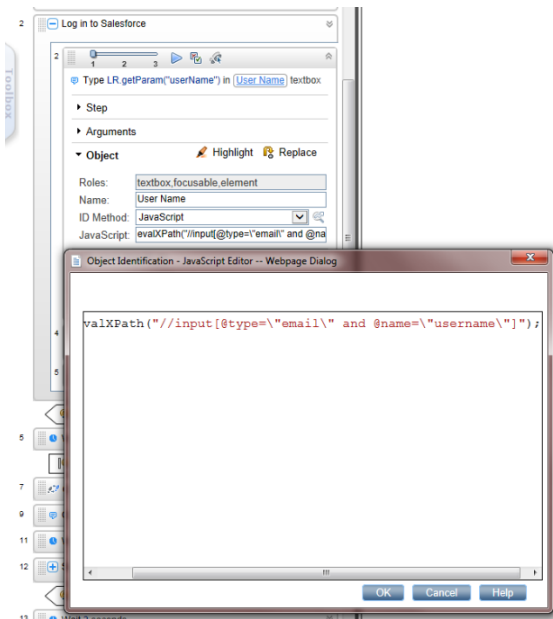 2 Log in to Salesforce
Toolbox
2
1 2 3
Type LR.getParam("userName") in User Name textbox
Step
Arguments
Object Highlight Replace
Roles: textbox,focusable,element
Name: User Name
ID Method: JavaScript
JavaScript: evalXPath("//input[@type=\"email\" and @na
Object Identification - JavaScript Editor -- Webpage Dialog
valXPath("//input[@type=\"email\" and @name=\"username\"]");
4
5
5
7
9
11
12
OK Cancel Help
13 Wait 3 seconds